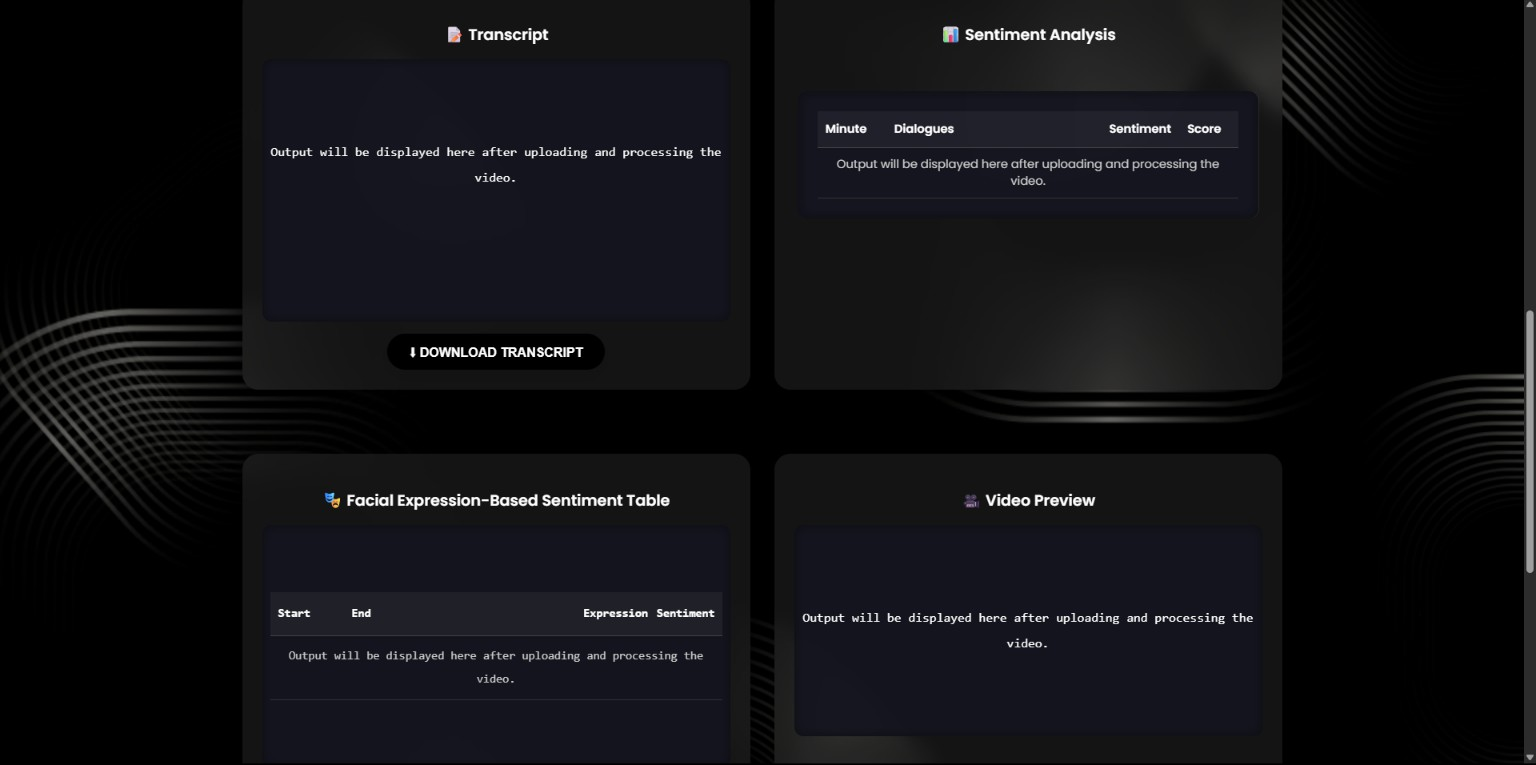 Transcript
Output will be displayed here after uploading and processing the
video.
⬇ DOWNLOAD TRANSCRIPT
Sentiment Analysis
Minute Dialogues Sentiment Score
Output will be displayed here after uploading and processing the
video.
Facial Expression-Based Sentiment Table
Start End Expression Sentiment
Output will be displayed here after uploading and processing the
video.
Video Preview
Output will be displayed here after uploading and processing the
video.